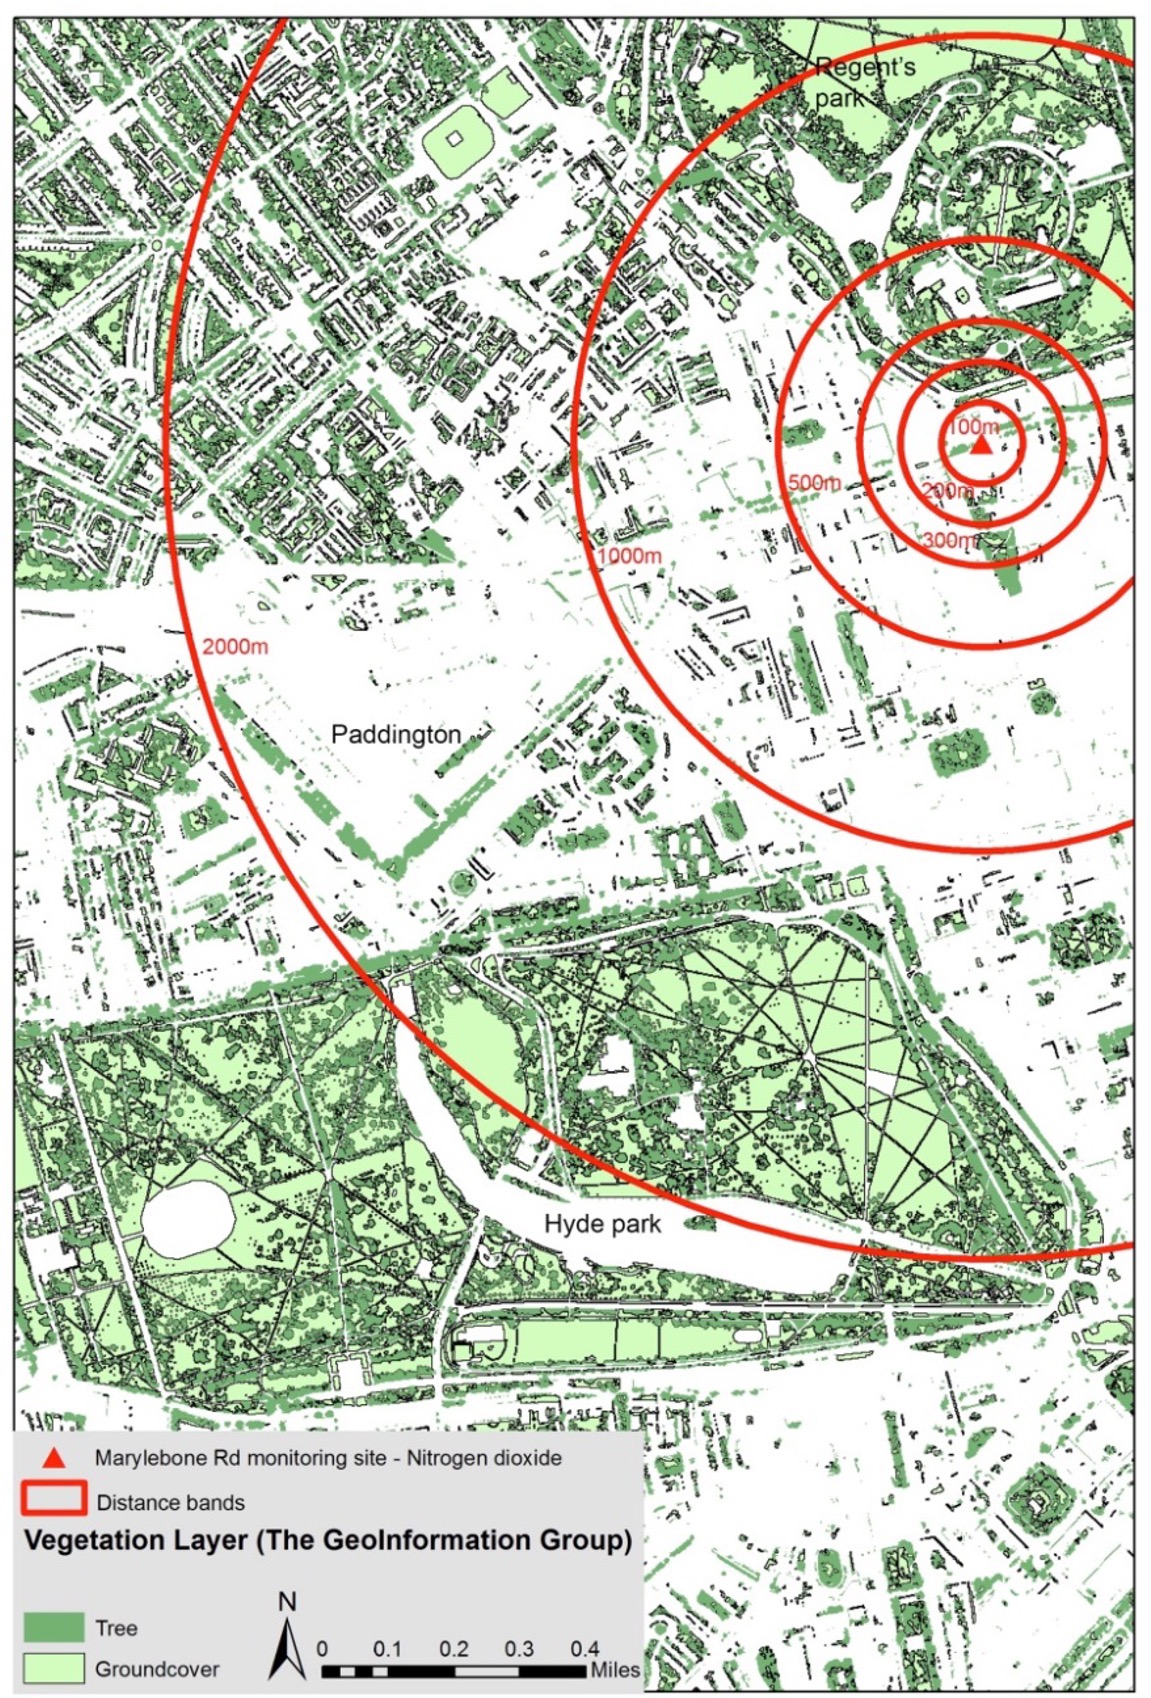 Regent's
park
100m
500m
200m
300m
1000m
2000m
Paddington
Hyde park
Marylebone Rd monitoring site - Nitrogen dioxide
Distance bands
Vegetation Layer (The GeoInformation Group)
N
Tree
0 0.1 0.2 0.3 0.4
Miles
Groundcover